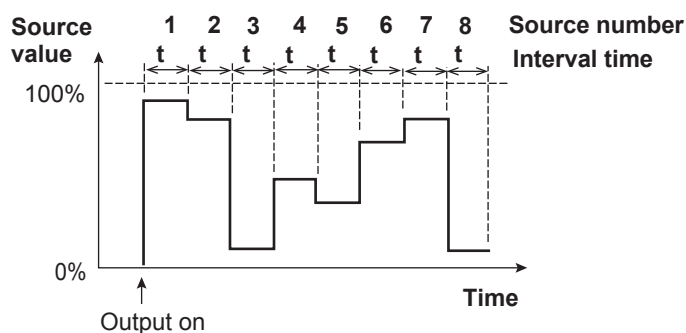 Source value
1 2 3 4 5 6 7 8 Source number
t t t t t t t t Interval time
100%
0%
Time
Output on